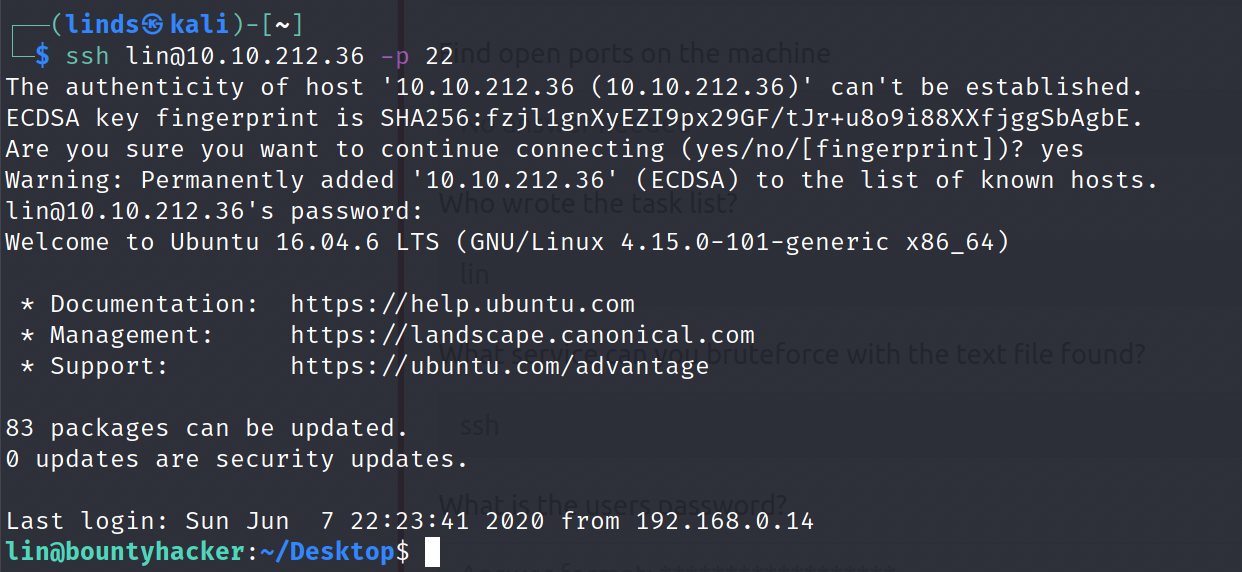 (linds㉿kali)-[~]
$ ssh lin@10.10.212.36 -p 22
ind open ports on the machine
The authenticity of host '10.10.212.36 (10.10.212.36)' can't be established.
ECDSA key fingerprint is SHA256:fzjl1gnXyEZI9px29GF/tJr+u8o9i88XXfjggSbAgbE.
Are you sure you want to continue connecting (yes/no/[fingerprint])? yes
Warning: Permanently added '10.10.212.36' (ECDSA) to the list of known hosts.
lin@10.10.212.36's password:
Who wrote the task list?
Welcome to Ubuntu 16.04.6 LTS (GNU/Linux 4.15.0-101-generic x86_64)
lin
* Documentation:  https://help.ubuntu.com
* Management:     https://landscape.canonical.com
* Support:        https://ubuntu.com/advantage
What service can you bruteforce with the text file found?
83 packages can be updated.
ssh
0 updates are security updates.
What is the users password?
Last login: Sun Jun  7 22:23:41 2020 from 192.168.0.14
lin@bountyhacker:~/Desktop$